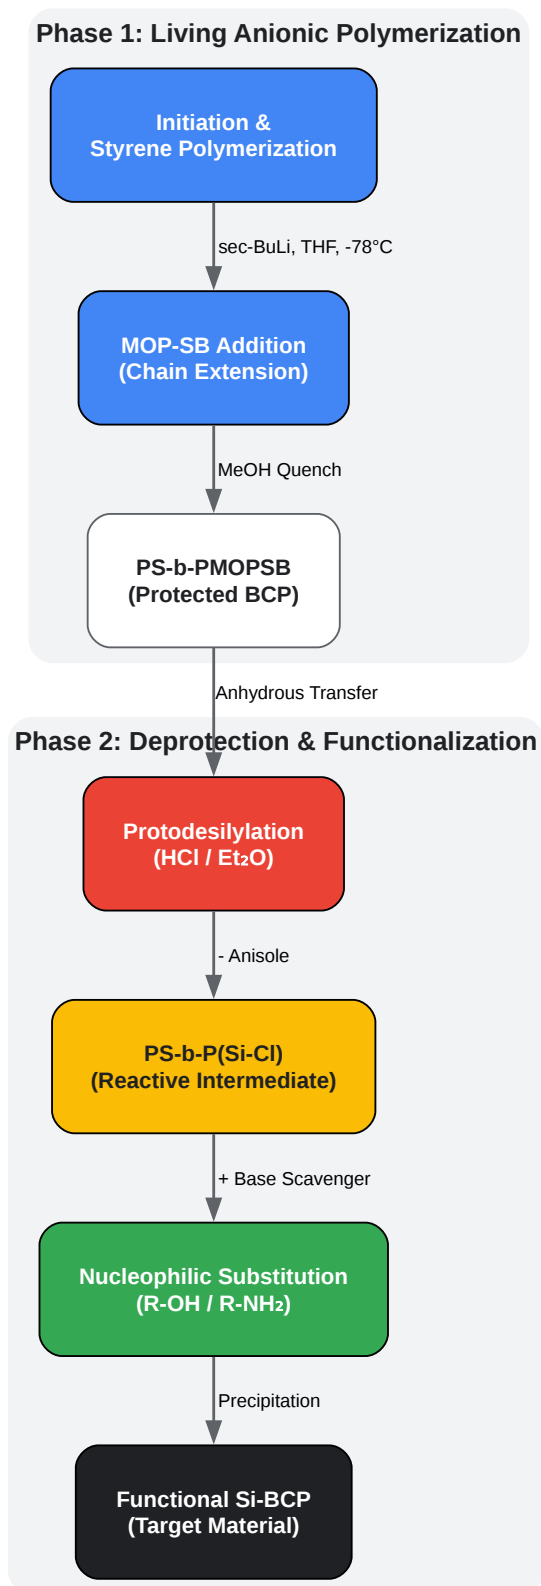 Phase 1: Living Anionic Polymerization
Initiation &
Styrene Polymerization
sec-BuLi, THF, -78°C
MOP-SB Addition
(Chain Extension)
MeOH Quench
PS-b-PMOPSB
(Protected BCP)
Anhydrous Transfer
Phase 2: Deprotection & Functionalization
Protodesilylation
(HCl / Et₂O)
- Anisole
PS-b-P(Si-Cl)
(Reactive Intermediate)
+ Base Scavenger
Nucleophilic Substitution
(R-OH / R-NH₂)
Precipitation
Functional Si-BCP
(Target Material)